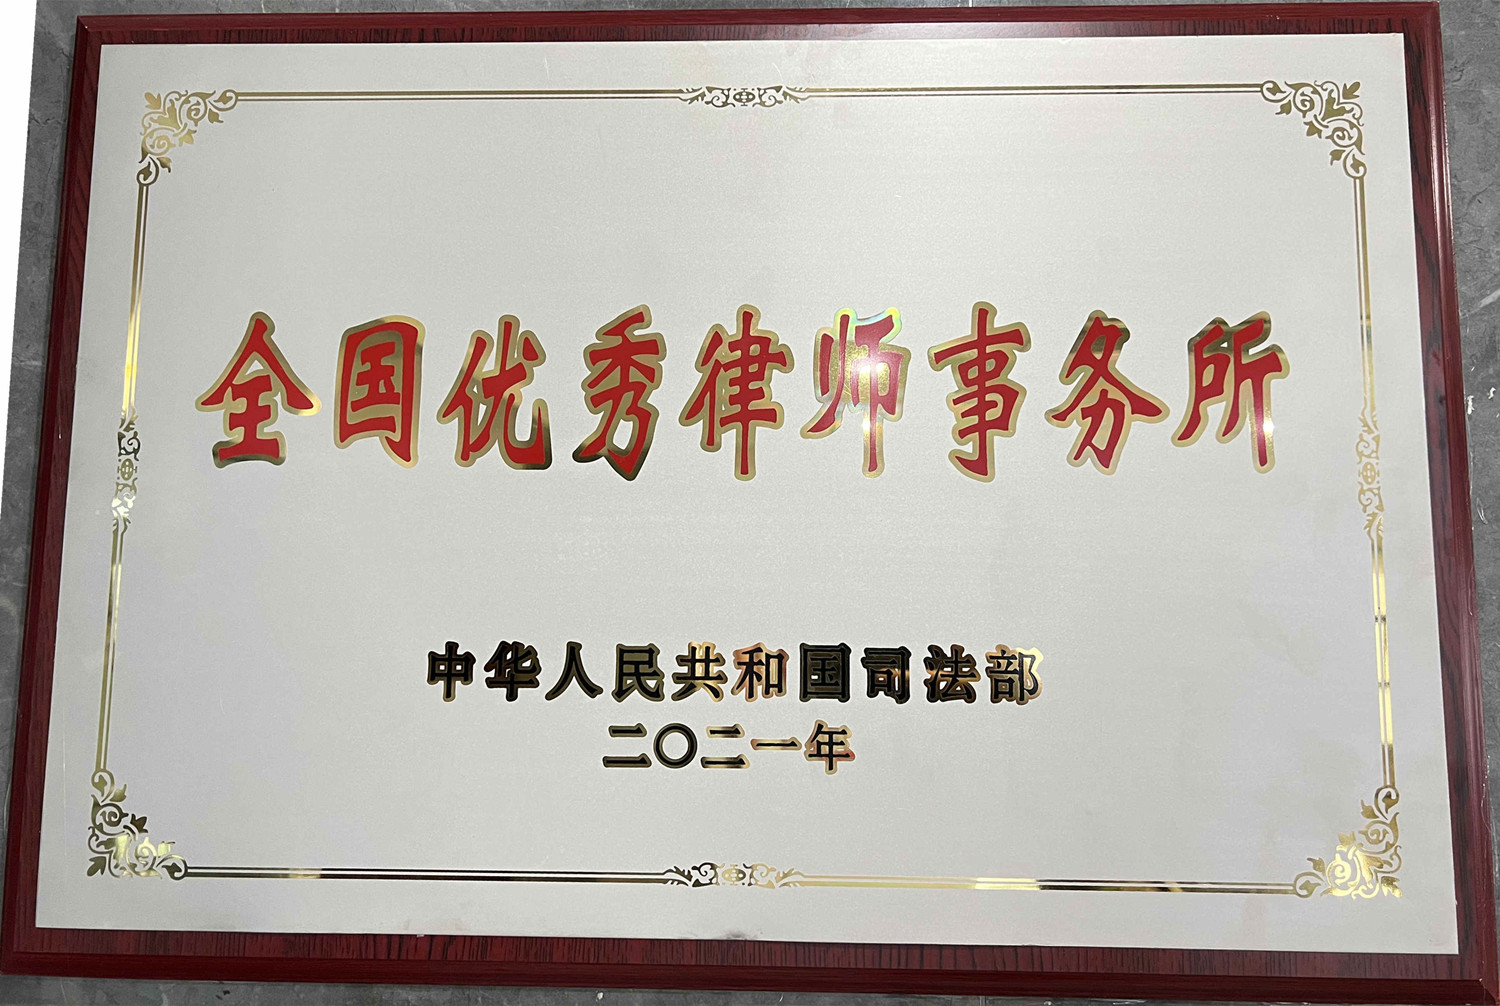 全国优秀律师事务所
中华人民共和国司法部
二〇二一年